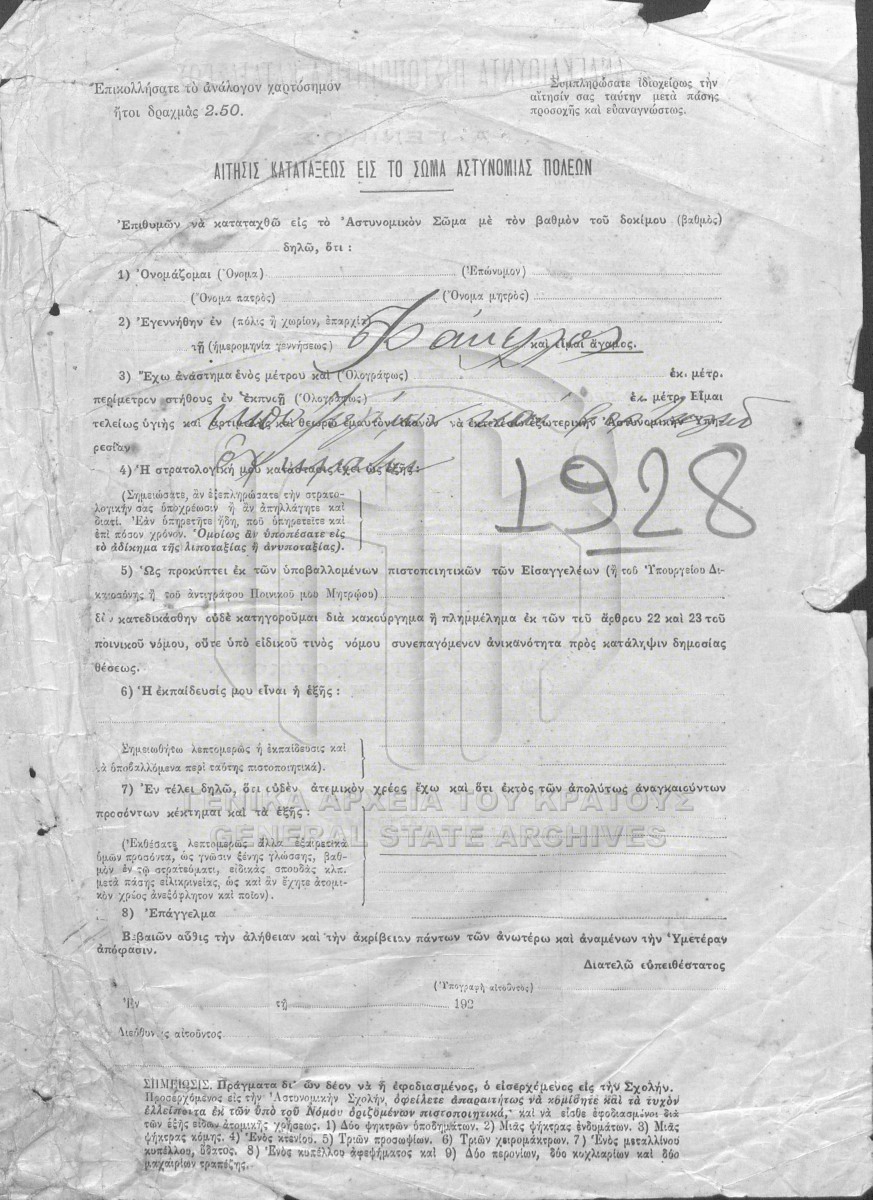 Ἐπικολλήσατε τὸ ἀνάλογον χαρτόσημον
ἤτοι δραχμὰς 2.50.
Συμπληρώσατε ἰδιοχείρως τὴν
αἴτησίν σας ταύτην μετὰ πάσης
προσοχῆς καὶ εὐαναγνώστως.
ΑΙΤΗΣΙΣ ΚΑΤΑΤΑΞΕΩΣ ΕΙΣ ΤΟ ΣΩΜΑ ΑΣΤΥΝΟΜΙΑΣ ΠΟΛΕΩΝ
Ἐπιθυμῶν νὰ καταταχθῶ εἰς τὸ Ἀστυνομικὸν Σῶμα μὲ τὸν βαθμὸν τοῦ δοκίμου (βαθμὸς)
δηλῶ, ὅτι :
1) Ὀνομάζομαι (Ὄνομα) (Ἐπώνυμον)
(Ὄνομα πατρὸς) (Ὄνομα μητρὸς)
2) Ἐγεννήθην ἐν (πόλις ἢ χωρίον, ἐπαρχία)
τῇ (ἡμερομηνία γεννήσεως) καὶ εἶμαι ἄγαμος.
Φάκελλος
3) Ἔχω ἀνάστημα ἑνὸς μέτρου καὶ (Ὁλογράφως) ἑκ. μέτρ.
περίμετρον στήθους ἐν ἐκπνοῇ (Ὁλογράφως) ἑκ. μέτρ. Εἶμαι
τελείως ὑγιὴς καὶ ἀρτιμελὴς καὶ θεωρῶ ἐμαυτὸν ἱκανὸν νὰ ἐκτελέσω ἐξωτερικὴν Ἀστυνομικὴν Ὑπη-
ρεσίαν
4) Ἡ στρατολογική μου κατάστασις ἔχει ὡς ἑξῆς :
1928
(Σημειώσατε, ἂν ἐξεπληρώσατε τὴν στρατο-
λογικήν σας ὑποχρέωσιν ἢ ἂν ἀπηλλάγητε καὶ
διατί. Ἐὰν ὑπηρετῆτε ἤδη, ποῦ ὑπηρετεῖτε καὶ
ἐπὶ πόσον χρόνον. Ὁμοίως ἂν ὑποπέσατε εἰς
τὸ ἀδίκημα τῆς λιποταξίας ἢ ἀνυποταξίας).
5) Ὡς προκύπτει ἐκ τῶν ὑποβαλλομένων πιστοποιητικῶν τῶν Εἰσαγγελέων (ἢ τοῦ Ὑπουργείου Δι-
καιοσύνης ἢ τοῦ ἀντιγράφου Ποινικοῦ μου Μητρῴου)
δὲν κατεδικάσθην οὐδὲ κατηγοροῦμαι διὰ κακούργημα ἢ πλημμέλημα ἐκ τῶν τοῦ ἄρθρου 22 καὶ 23 τοῦ
ποινικοῦ νόμου, οὔτε ὑπὸ εἰδικοῦ τινὸς νόμου συνεπαγόμενον ἀνικανότητα πρὸς κατάληψιν δημοσίας
θέσεως.
6) Ἡ ἐκπαίδευσίς μου εἶναι ἡ ἑξῆς :
(Σημειωθήτω λεπτομερῶς ἡ ἐκπαίδευσις καὶ
τὰ ὑποβαλλόμενα περὶ ταύτης πιστοποιητικά).
7) Ἐν τέλει δηλῶ, ὅτι οὐδὲν ἀτομικὸν χρέος ἔχω καὶ ὅτι ἐκτὸς τῶν ἀπολύτως ἀναγκαιούντων
προσόντων κέκτημαι καὶ τὰ ἑξῆς :
ΓΕΝΙΚΑ ΑΡΧΕΙΑ ΤΟΥ ΚΡΑΤΟΥΣ
GENERAL STATE ARCHIVES
(Ἐκθέσατε λεπτομερῶς ἄλλα ἐξαιρετικὰ
ὑμῶν προσόντα, ὡς γνῶσιν ξένης γλώσσης, βαθ-
μὸν ἐν τῷ στρατεύματι, εἰδικὰς σπουδὰς κλπ.
μετὰ πάσης εἰλικρινείας, ὡς καὶ ἂν ἔχητε ἀτομι-
κὸν χρέος ἀνεξόφλητον καὶ ποῖον).
8) Ἐπάγγελμα
Βεβαιῶν αὖθις τὴν ἀλήθειαν καὶ τὴν ἀκρίβειαν πάντων τῶν ἀνωτέρω καὶ ἀναμένων τὴν Ὑμετέραν
ἀπόφασιν.
Διατελῶ εὐπειθέστατος
(Ὑπογραφὴ αἰτοῦντος)
Ἐν τῇ 192
Διεύθυνσις αἰτοῦντος
ΣΗΜΕΙΩΣΙΣ. Πράγματα δι' ὧν δέον νὰ ᾖ ἐφοδιασμένος, ὁ εἰσερχόμενος εἰς τὴν Σχολήν.
Προσερχόμενος εἰς τὴν Ἀστυνομικὴν Σχολήν, ὀφείλετε ἀπαραιτήτως νὰ κομίσητε καὶ τὰ τυχὸν
ἐλλείποντα ἐκ τῶν ὑπὸ τοῦ Νόμου ὁριζομένων πιστοποιητικά, καὶ νὰ εἶσθε ἐφοδιασμένοι διὰ
τῶν ἑξῆς εἰδῶν ἀτομικῆς χρήσεως. 1) Δύο ψηκτρῶν ὑποδημάτων. 2) Μιᾶς ψήκτρας ἐνδυμάτων. 3) Μιᾶς
ψήκτρας κόμης. 4) Ἑνὸς κτενίου. 5) Τριῶν προσωψίων. 6) Τριῶν χειρομάκτρων. 7) Ἑνὸς μεταλλίνου
κυπέλλου, ὕδατος. 8) Ἑνὸς κυπέλλου ἀφεψήματος καὶ 9) Δύο περονίων, δύο κοχλιαρίων καὶ δύο
μαχαιρίων τραπέζης.